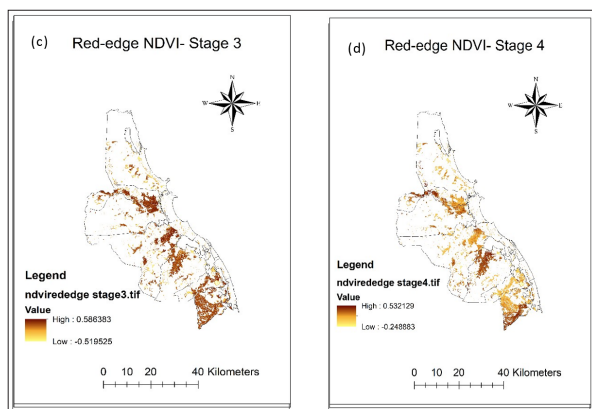 (c) Red-edge NDVI- Stage 3
N
W E
S
Legend
ndvirededge stage3.tif
Value
High : 0.586383
Low : -0.519525
0 10 20 40 Kilometers
(d) Red-edge NDVI- Stage 4
N
W E
S
Legend
ndvirededge stage4.tif
Value
High : 0.532129
Low : -0.248883
0 10 20 40 Kilometers